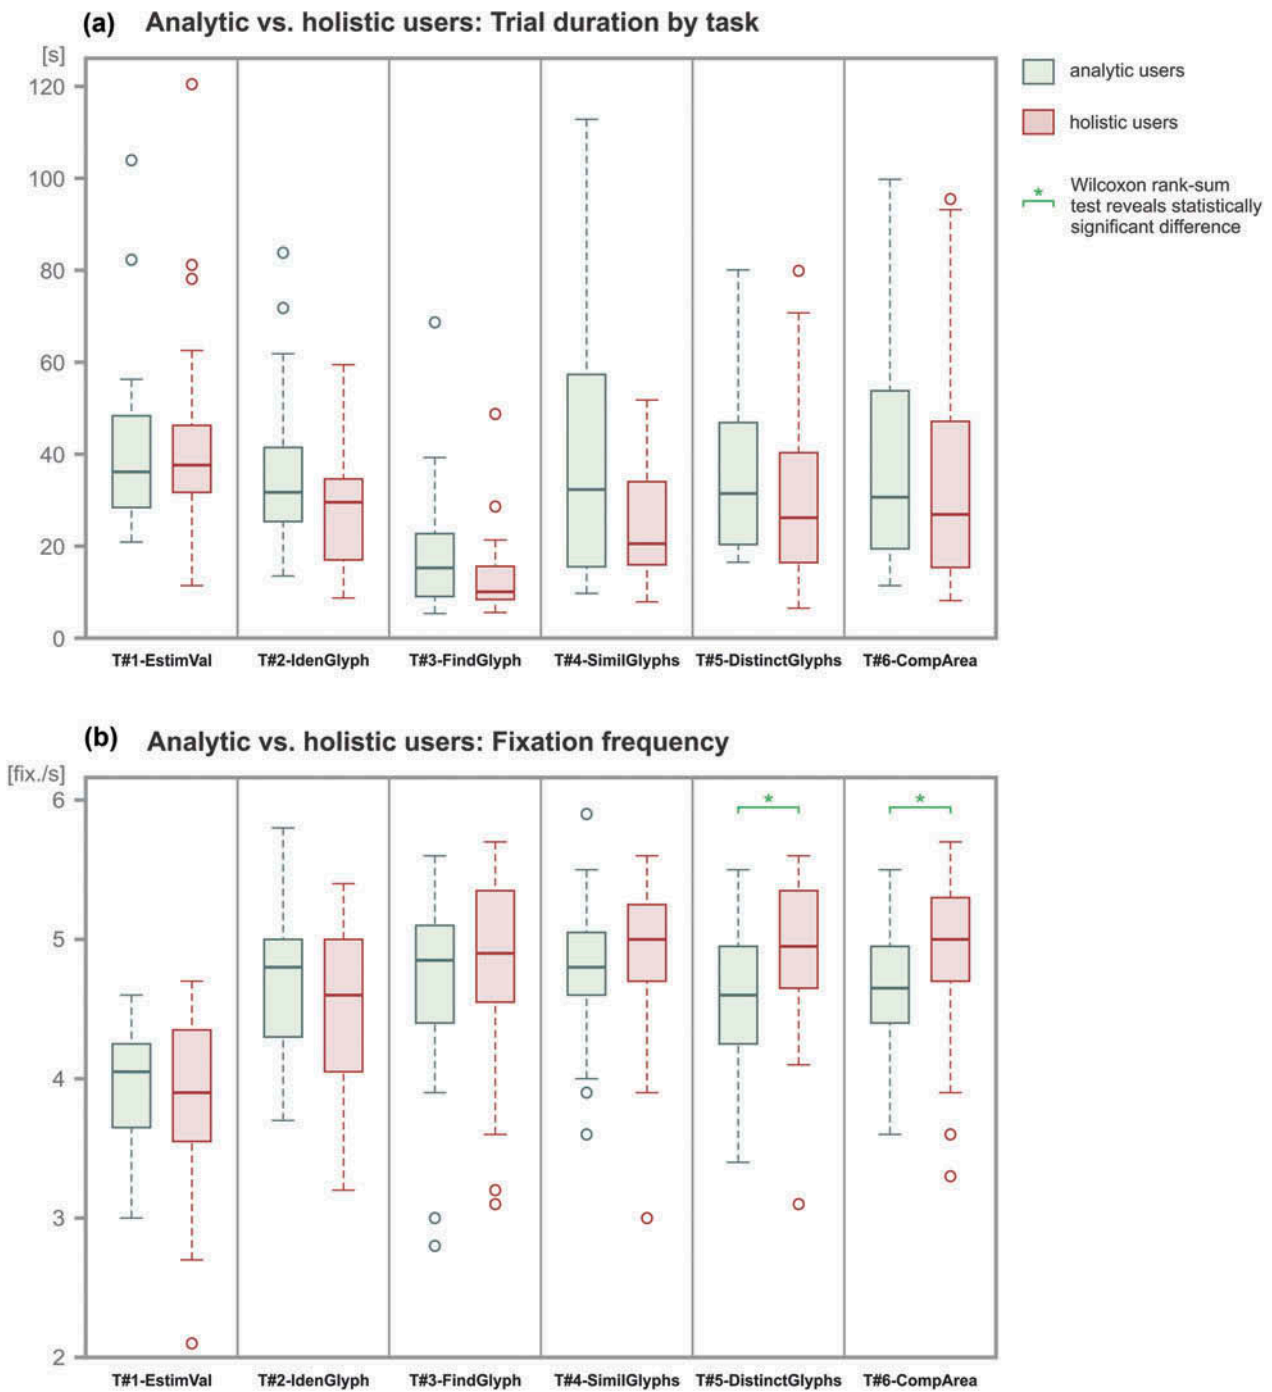 (a) Analytic vs. holistic users: Trial duration by task
[s]
120
100
80
60
40
20
0
T#1-EstimVal T#2-IdenGlyph T#3-FindGlyph T#4-SimilGlyphs T#5-DistinctGlyphs T#6-CompArea
analytic users
holistic users
* Wilcoxon rank-sum
test reveals statistically
significant difference
(b) Analytic vs. holistic users: Fixation frequency
[fix./s]
6
5
4
3
2
* *
T#1-EstimVal T#2-IdenGlyph T#3-FindGlyph T#4-SimilGlyphs T#5-DistinctGlyphs T#6-CompArea